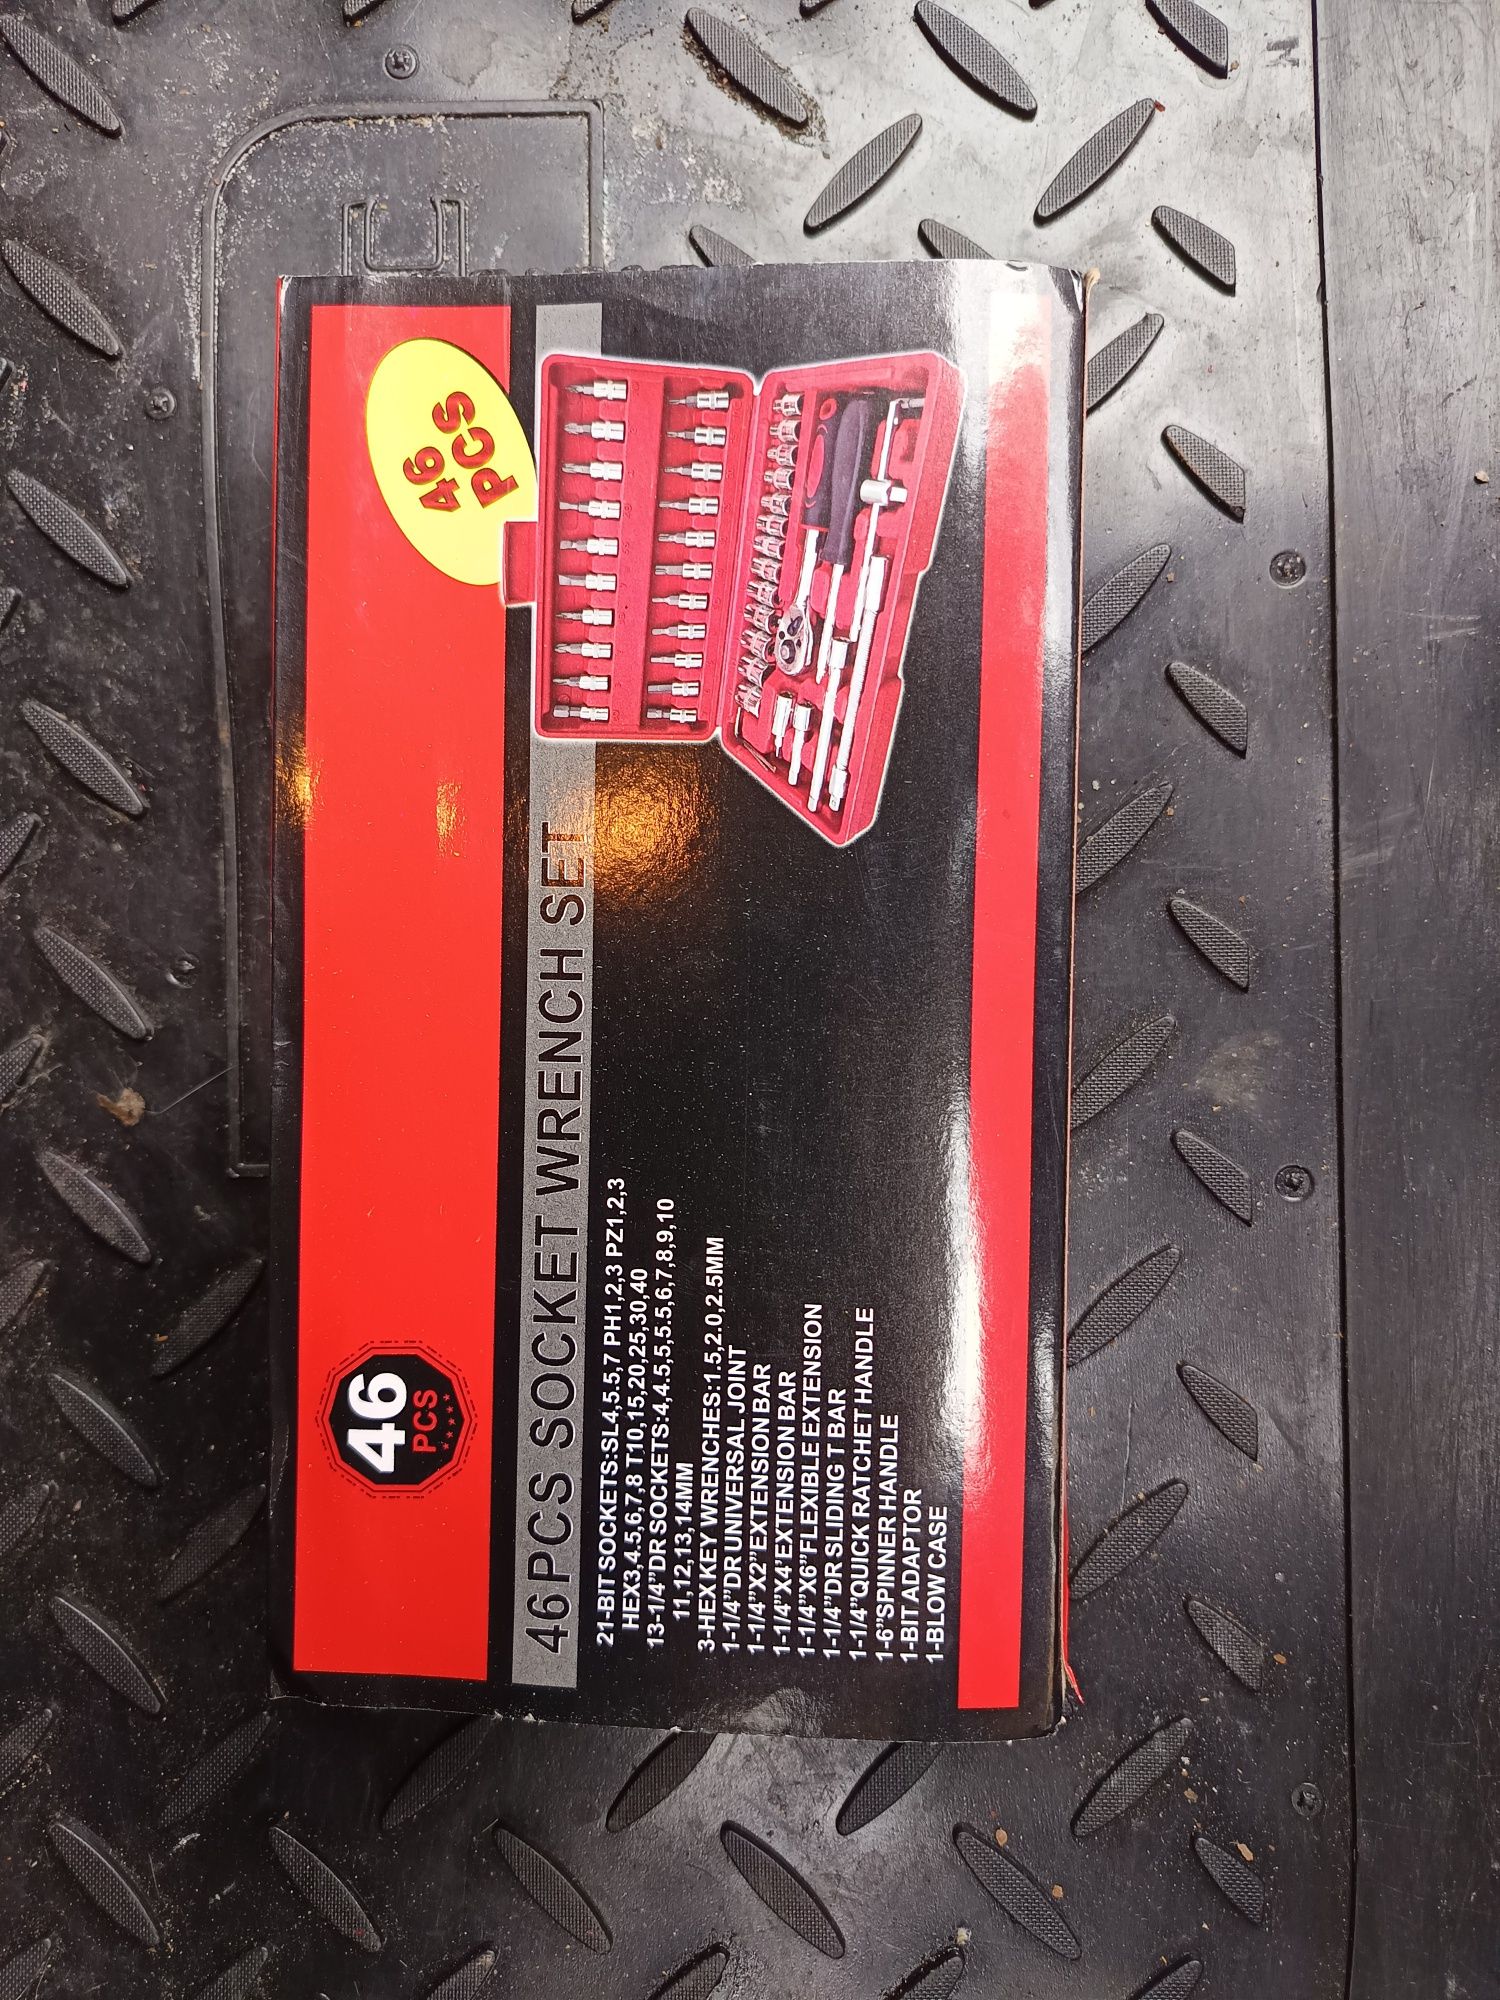 46
PCS
46
PCS
46PCS SOCKET WRENCH SET
21-BIT SOCKETS:SL4,5.5,7 PH1,2,3 PZ1,2,3
HEX3,4,5,6,7,8 T10,15,20,25,30,40
13-1/4”DR SOCKETS:4,4.5,5,5.5,6,7,8,9,10
11,12,13,14MM
3-HEX KEY WRENCHES:1.5,2.0,2.5MM
1-1/4”DR UNIVERSAL JOINT
1-1/4”X2”EXTENSION BAR
1-1/4”X4’EXTENSION BAR
1-1/4”X6”FLEXIBLE EXTENSION
1-1/4”DR SLIDING T BAR
1-1/4”QUICK RATCHET HANDLE
1-6”SPINNER HANDLE
1-BIT ADAPTOR
1-BLOW CASE